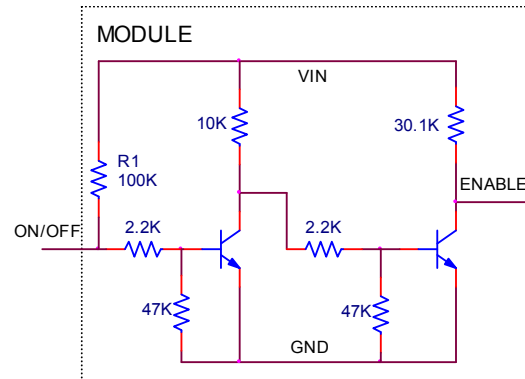 MODULE
VIN
10K
30.1K
R1
100K
ENABLE
ON/OFF
2.2K
2.2K
47K
47K
GND